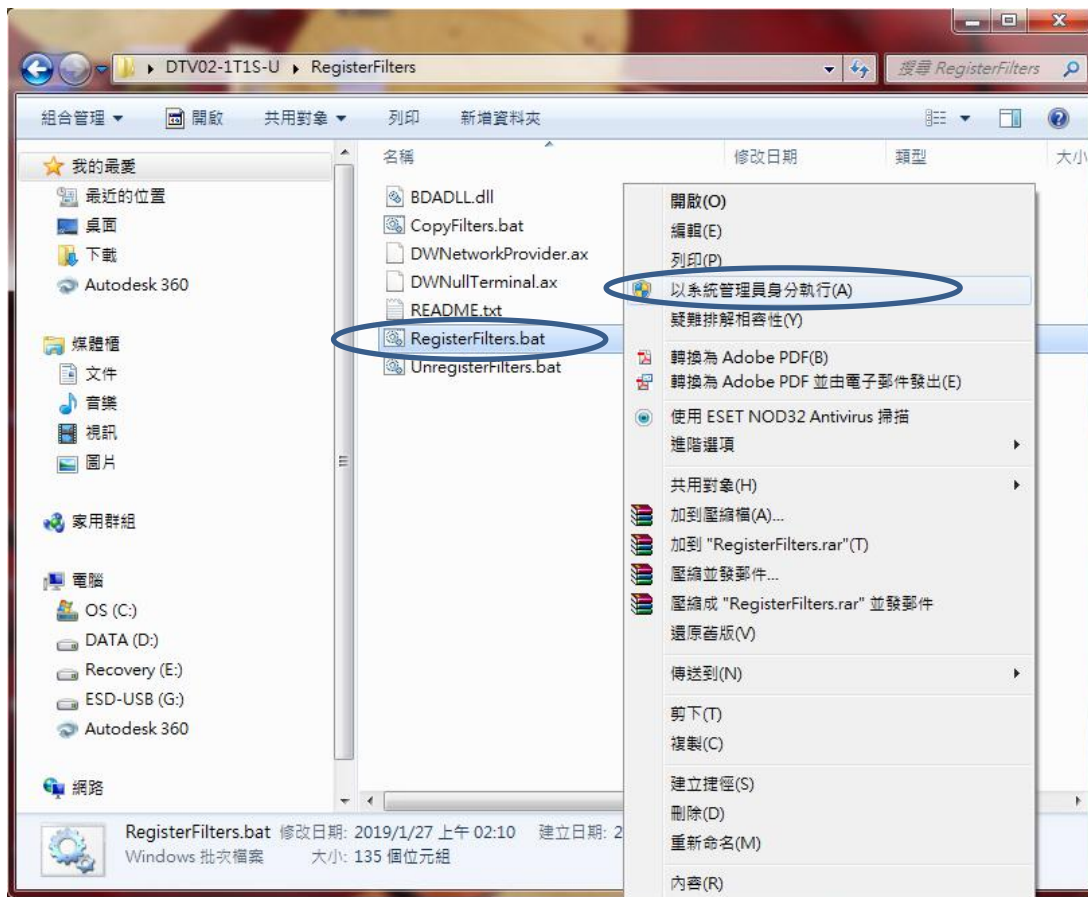 DTV02-1T1S-U RegisterFilters
搜尋 RegisterFilters
組合管理 開啟 共用對象 列印 新增資料夾
我的最愛
最近的位置
桌面
下載
Autodesk 360
媒體櫃
文件
音樂
視訊
圖片
家用群組
電腦
OS (C:)
DATA (D:)
Recovery (E:)
ESD-USB (G:)
Autodesk 360
網路
名稱 修改日期 類型 大小
BDADLL.dll
CopyFilters.bat
DWNetworkProvider.ax
DWNullTerminal.ax
README.txt
RegisterFilters.bat
UnregisterFilters.bat
開啟(O)
編輯(E)
列印(P)
以系統管理員身分執行(A)
疑難排解相容性(Y)
轉換為 Adobe PDF(B)
轉換為 Adobe PDF 並由電子郵件發出(E)
使用 ESET NOD32 Antivirus 掃描
進階選項
共用對象(H)
加到壓縮檔(A)...
加到 "RegisterFilters.rar"(T)
壓縮並發郵件...
壓縮成 "RegisterFilters.rar" 並發郵件
還原舊版(V)
傳送到(N)
剪下(T)
複製(C)
建立捷徑(S)
刪除(D)
重新命名(M)
內容(R)
RegisterFilters.bat 修改日期: 2019/1/27 上午 02:10 建立日期: 2
Windows 批次檔案 大小: 135 個位元組